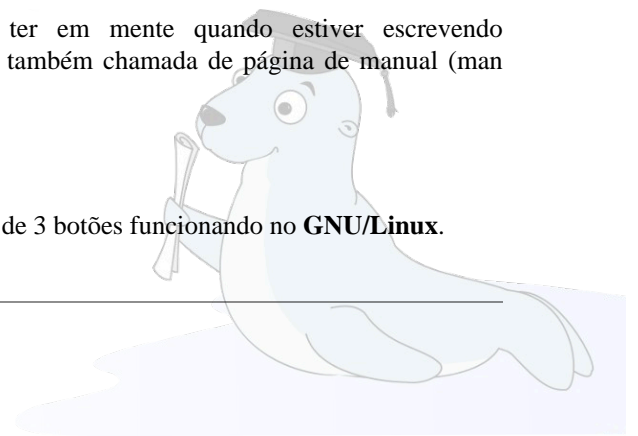 ter em mente quando estiver escrevendo
também chamada de página de manual (man
de 3 botões funcionando no GNU/Linux.